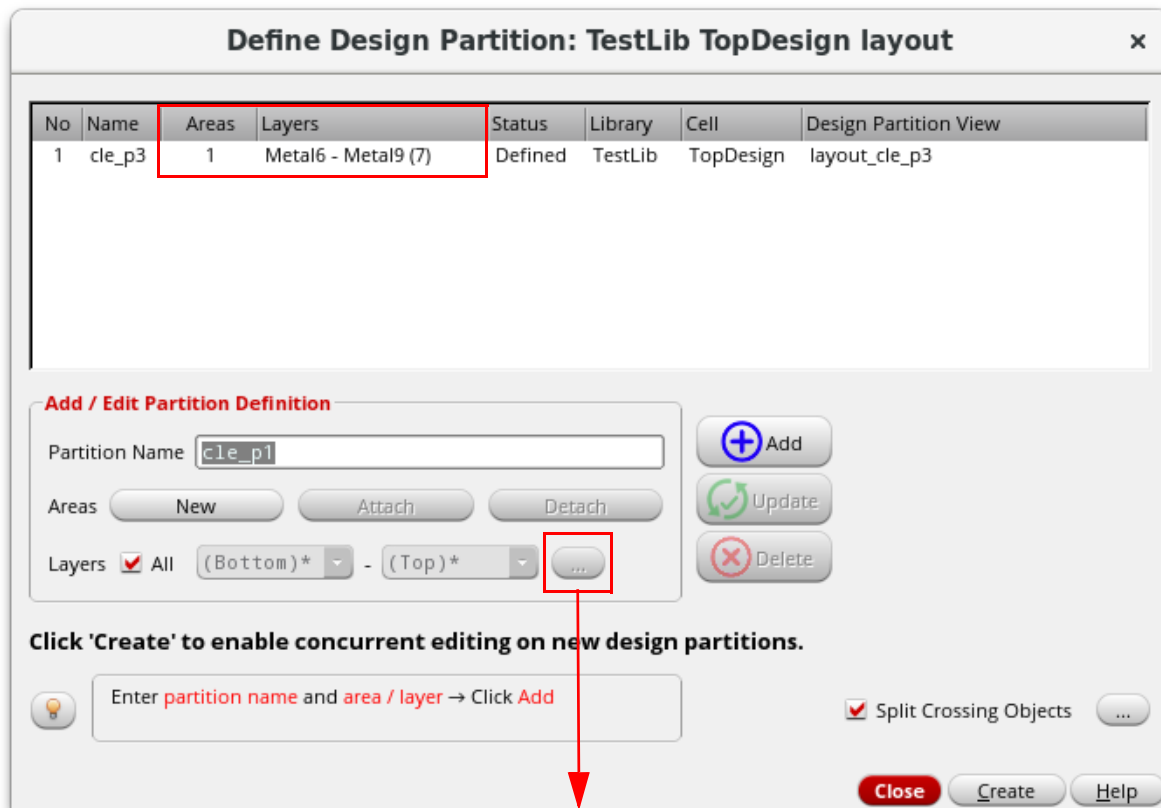 Define Design Partition: TestLib TopDesign layout ×
No Name Areas Layers Status Library Cell Design Partition View
1 cle_p3 1 Metal6 - Metal9 (7) Defined TestLib TopDesign layout_cle_p3
Add / Edit Partition Definition
Partition Name cle_p1
Add
Areas New Attach Detach
Update
Layers All (Bottom)* - (Top)* ...
Delete
Click 'Create' to enable concurrent editing on new design partitions.
Enter partition name and area / layer → Click Add
Split Crossing Objects ...
Close Create Help